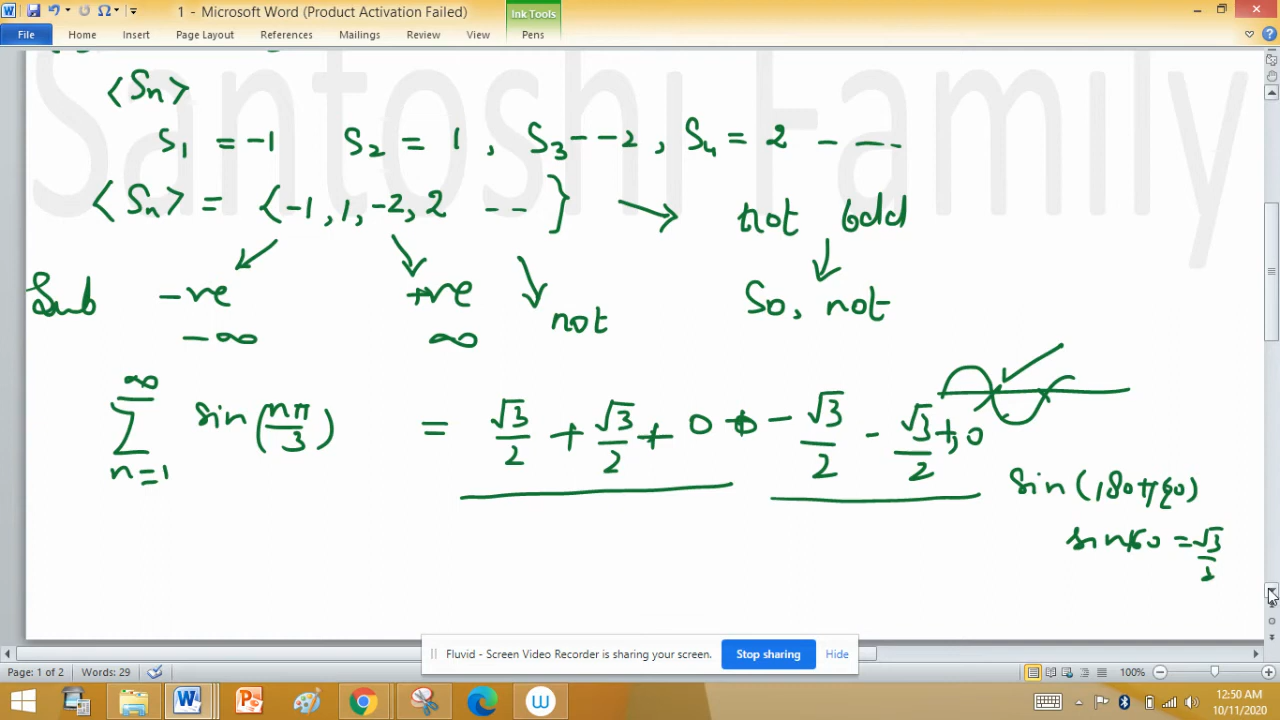 1 - Microsoft Word (Product Activation Failed)
Ink Tools
File Home Insert Page Layout References Mailings Review View Pens
Santoshi Family
<Sn>
S1 = -1 S2 = 1 , S3 - -2 , S4 = 2 - - - -
<Sn> = {-1, 1, -2, 2 - - } → not bdd
Sub -ve +ve not So, not
-∞ ∞
∞
∑ sin(nπ/3) = √3/2 + √3/2 + 0 + - √3/2 - √3/2 +, 0
n=1
sin(180+60)
sin 60 = √3/2
Fluvid - Screen Video Recorder is sharing your screen. Stop sharing Hide
Page: 1 of 2 Words: 29 100%
12:50 AM
10/11/2020